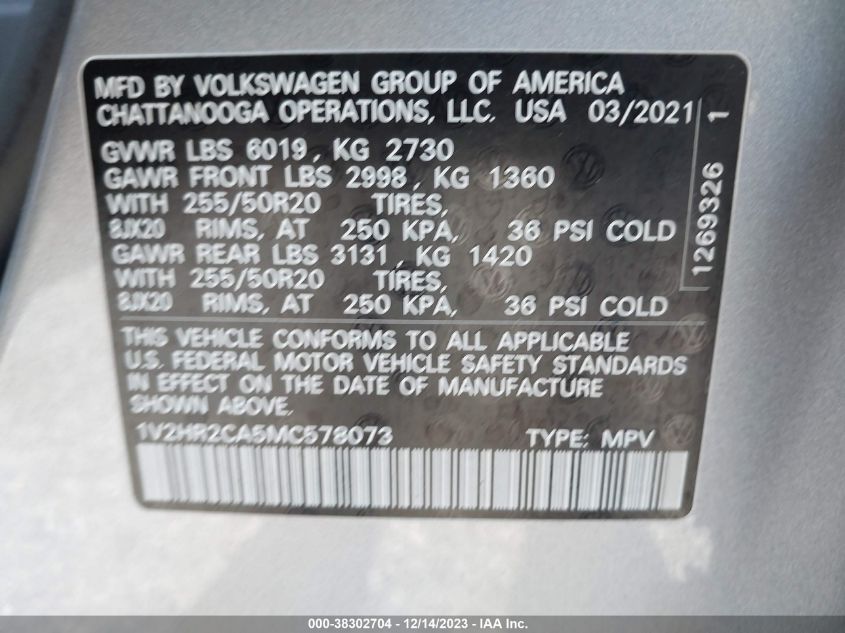 MFD BY VOLKSWAGEN GROUP OF AMERICA
CHATTANOOGA OPERATIONS, LLC. USA 03/2021
GVWR LBS 6019, KG 2730
GAWR FRONT LBS 2998, KG 1360
WITH 255/50R20 TIRES,
8JX20 RIMS, AT 250 KPA, 36 PSI COLD
GAWR REAR LBS 3131, KG 1420
WITH 255/50R20 TIRES,
8JX20 RIMS, AT 250 KPA, 36 PSI COLD
THIS VEHICLE CONFORMS TO ALL APPLICABLE
U.S. FEDERAL MOTOR VEHICLE SAFETY STANDARDS
IN EFFECT ON THE DATE OF MANUFACTURE
SHOWN ABOVE.
1V2HR2CA5MC578073 TYPE: MPV
1269326 1
000-38302704 - 12/14/2023 - IAA Inc.